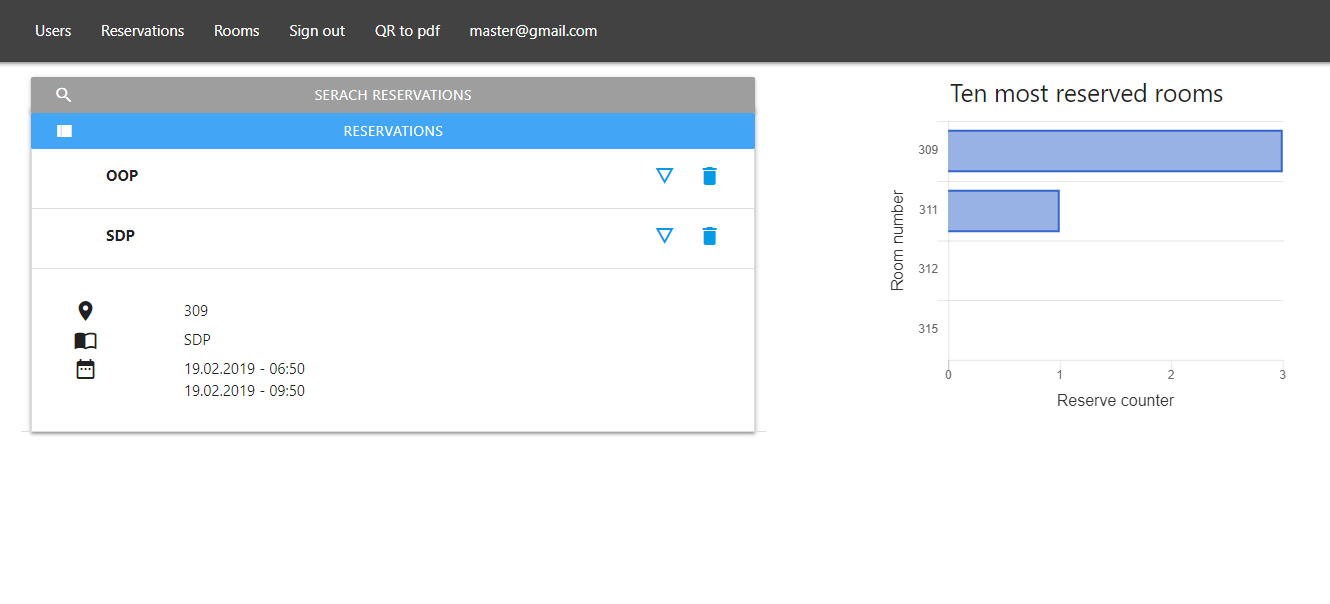 Users Reservations Rooms Sign out QR to pdf master@gmail.com
SERACH RESERVATIONS
RESERVATIONS
OOP
SDP
309
SDP
19.02.2019 - 06:50
19.02.2019 - 09:50
Ten most reserved rooms
Room number
309
311
312
315
0 1 2 3
Reserve counter